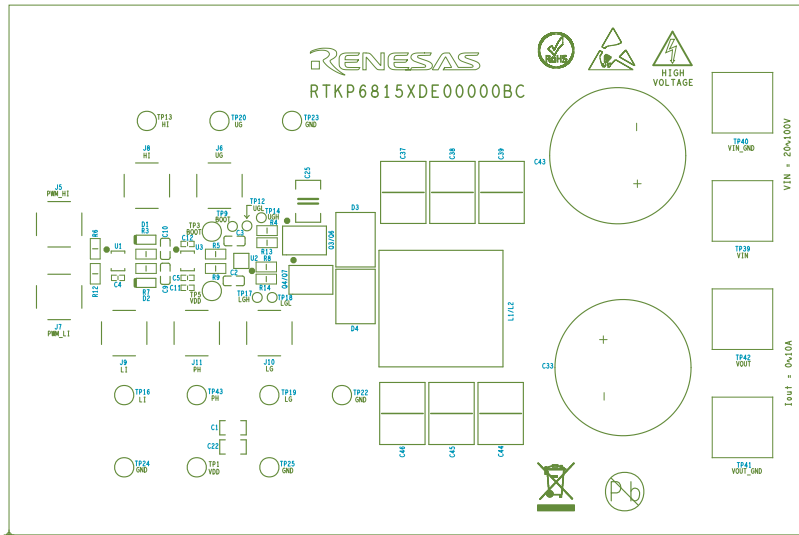 RENESAS
RTKP6815XDE00000BC
RoHS
HIGH
VOLTAGE
TP13
HI
TP20
UG
TP23
GND
J8
HI
J6
UG
C25
C37
C38
C39
C43
TP40
VIN_GND
VIN = 20~100V
J5
PWM_HI
TP12
UGL
TP14
UGH
TP9
BOOT
TP3
BOOT
R4
D3
Q3/Q6
R6
U1
D1
R3
C10
C12
U3
R5
C3
R13
U2
R8
TP39
VIN
R12
C4
R7
D2
C9
C5
C11
R9
C2
R14
Q4/Q7
TP5
VDD
TP17
LGH
TP18
LGL
D4
L1/L2
J7
PWM_LI
J9
LI
J11
PH
J10
LG
C33
TP42
VOUT
Iout = 0~10A
TP16
LI
TP43
PH
TP19
LG
TP22
GND
C1
C22
C46
C45
C44
TP24
GND
TP1
VDD
TP25
GND
Pb
TP41
VOUT_GND